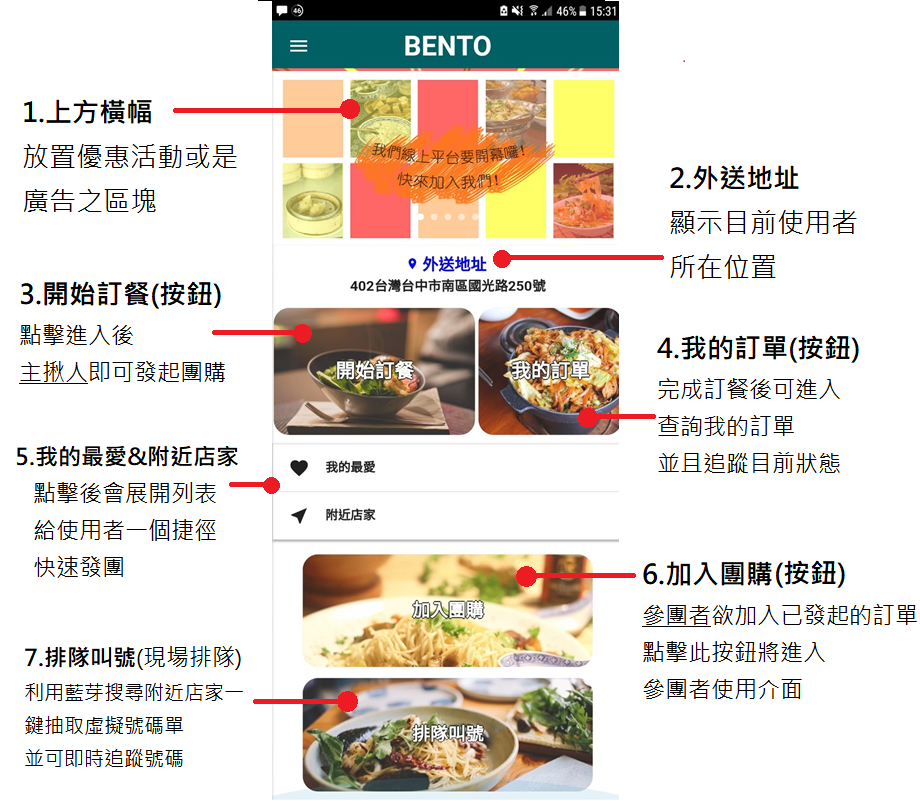 46
46% 15:31
BENTO
1.上方橫幅
放置優惠活動或是
廣告之區塊
我們線上平台要開幕囉!
快來加入我們!
2.外送地址
顯示目前使用者
所在位置
外送地址
402台灣台中市南區國光路250號
3.開始訂餐(按鈕)
點擊進入後
主揪人即可發起團購
開始訂餐
我的訂單
4.我的訂單(按鈕)
完成訂餐後可進入
查詢我的訂單
並且追蹤目前狀態
5.我的最愛&附近店家
點擊後會展開列表
給使用者一個捷徑
快速發團
我的最愛
附近店家
6.加入團購(按鈕)
參團者欲加入已發起的訂單
點擊此按鈕將進入
參團者使用介面
加入團購
7.排隊叫號(現場排隊)
利用藍芽搜尋附近店家一
鍵抽取虛擬號碼單
並可即時追蹤號碼
排隊叫號